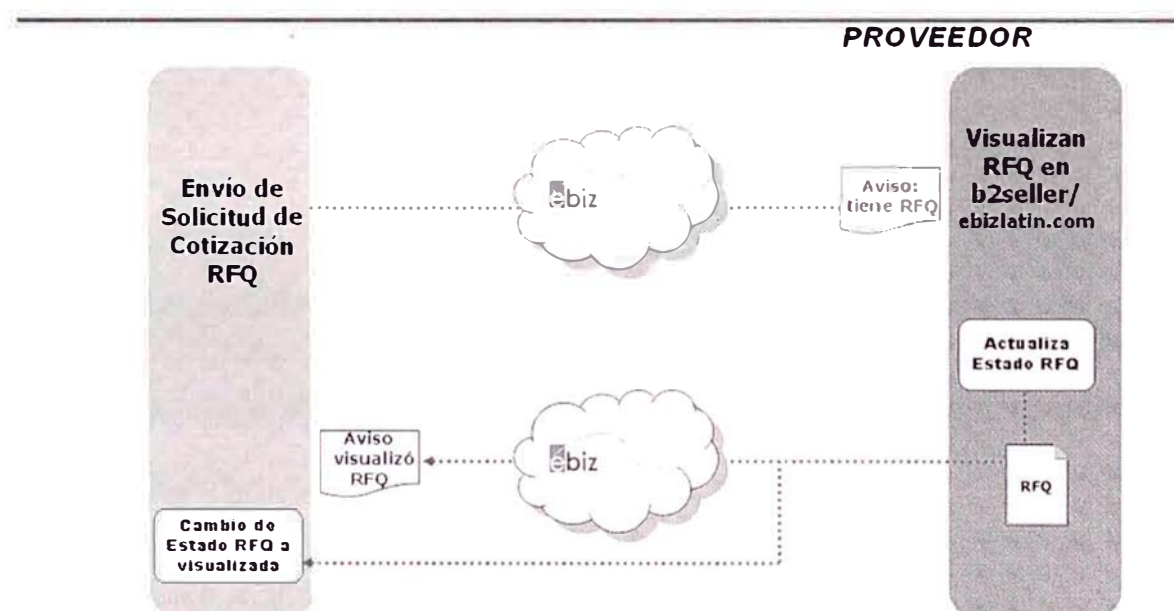 PROVEEDOR
Envío de
Solicitud de
Cotización
RFQ
ebiz
Aviso:
tiene RFQ
Visualizan
RFQ en
b2seller/
ebizlatin.com
Actualiza
Estado RFQ
Aviso
visualizó
RFQ
ebiz
RFQ
Cambio de
Estado RFQ a
visualizada